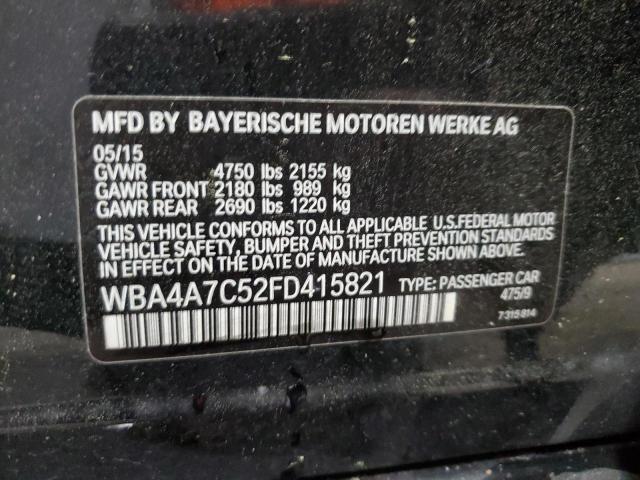 MFD BY BAYERISCHE MOTOREN WERKE AG
05/15
GVWR 4750 lbs 2155 kg
GAWR FRONT 2180 lbs 989 kg
GAWR REAR 2690 lbs 1220 kg
THIS VEHICLE CONFORMS TO ALL APPLICABLE U.S.FEDERAL MOTOR
VEHICLE SAFETY, BUMPER AND THEFT PREVENTION STANDARDS IN
EFFECT ON THE DATE OF MANUFACTURE SHOWN ABOVE.
WBA4A7C52FD415821 TYPE: PASSENGER CAR
475/9
7315814